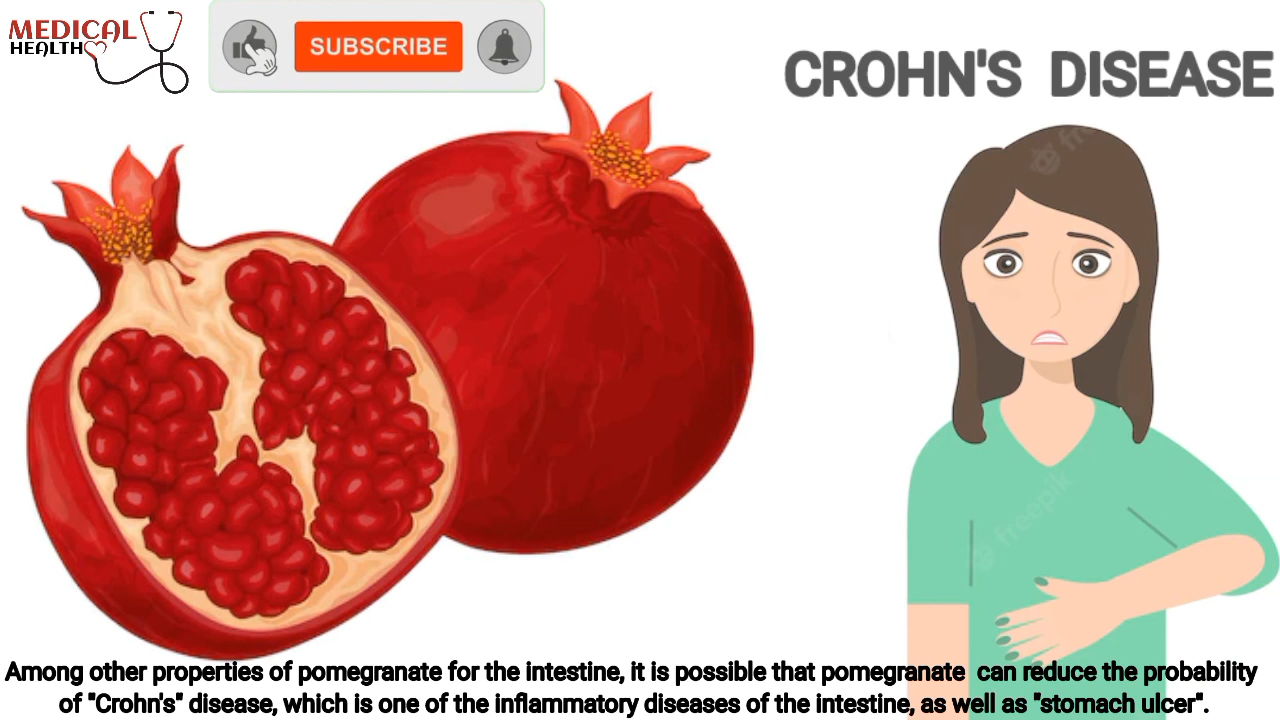 MEDICAL
HEALTH
SUBSCRIBE
CROHN'S DISEASE
fr
freepik
Among other properties of pomegranate for the intestine, it is possible that pomegranate can reduce the probability
of "Crohn's" disease, which is one of the inflammatory diseases of the intestine, as well as "stomach ulcer".